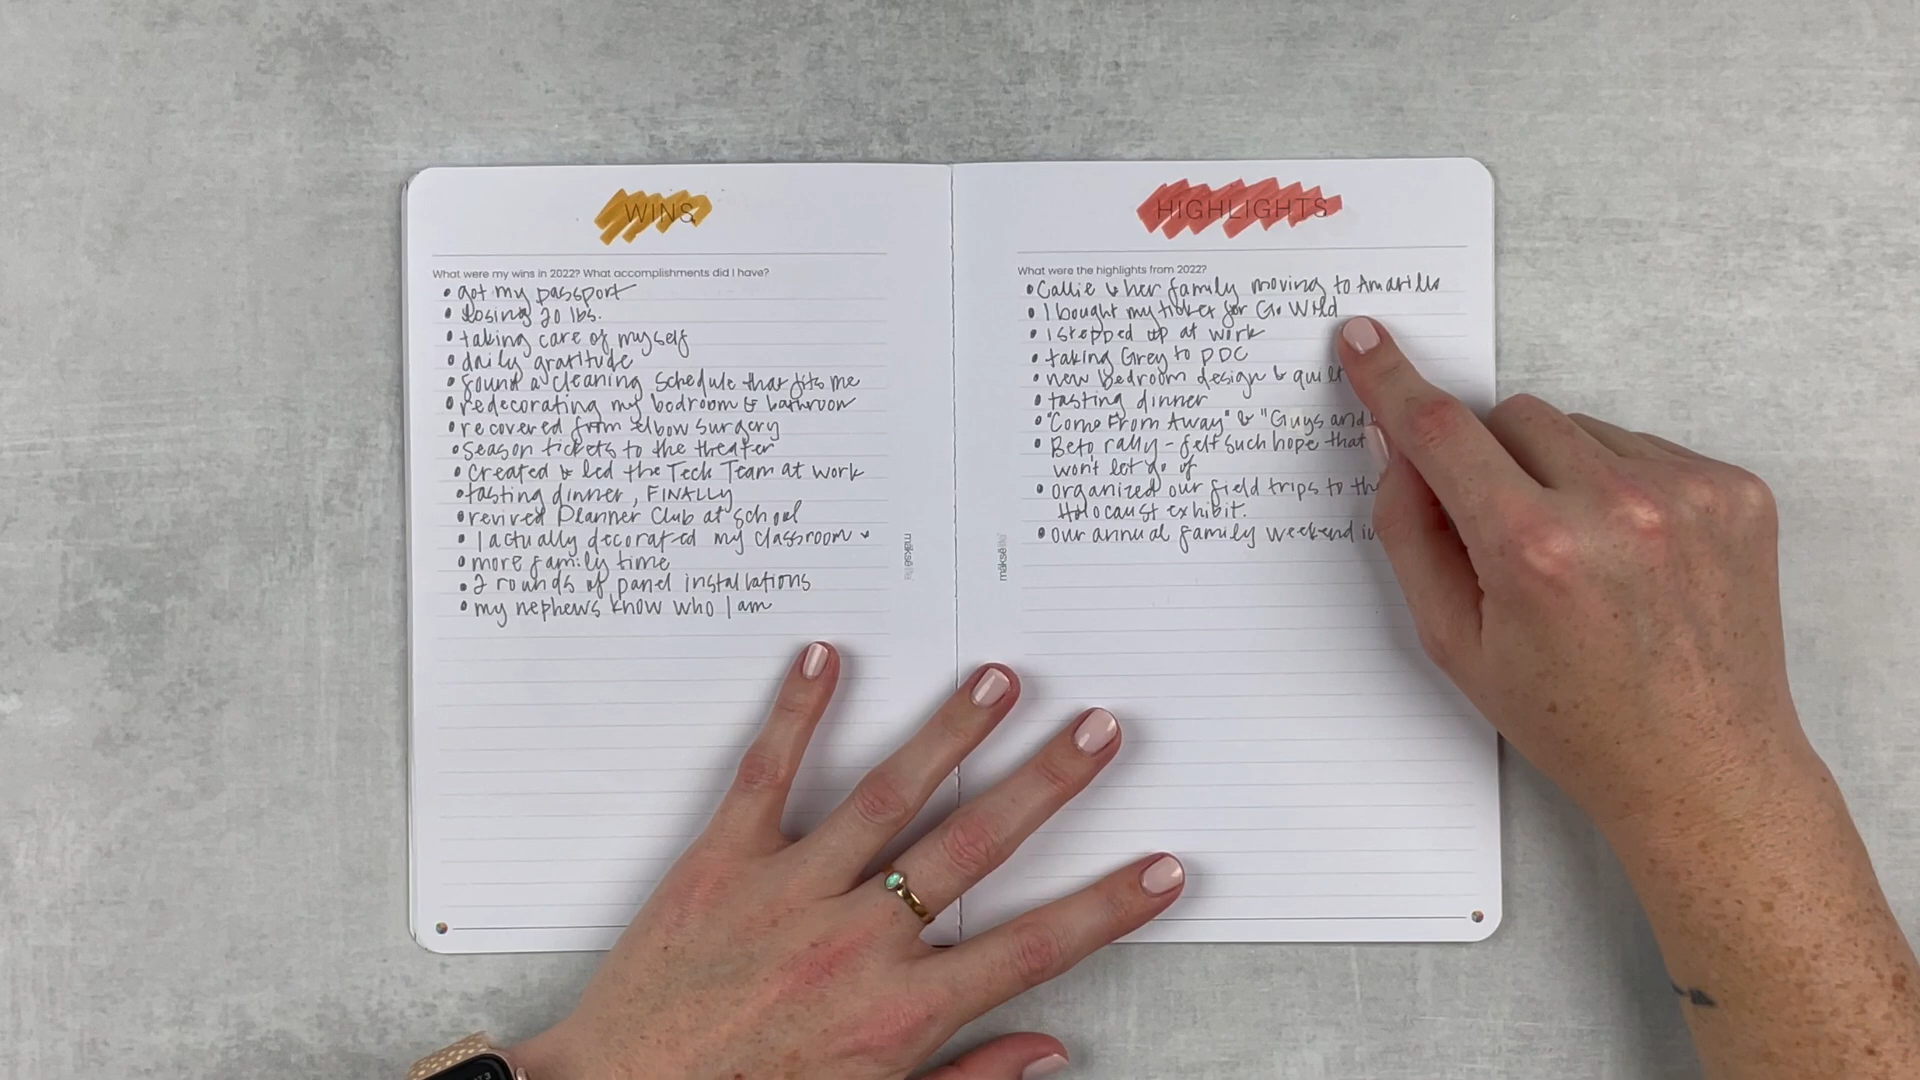 WINS
What were my wins in 2022? What accomplishments did I have?
• got my passport
• losing 20 lbs.
• taking care of myself
• daily gratitude
• found a cleaning schedule that fits me
• redecorating my bedroom & bathroom
• recovered from elbow surgery
• season tickets to the theater
• created & led the Tech Team at work
• tasting dinner, FINALLY
• revived Planner Club at school
• I actually decorated my classroom
• more family time
• 2 rounds of panel installations
• my nephews know who I am
makse
HIGHLIGHTS
What were the highlights from 2022?
• Callie & her family moving to Amarillo
• I bought my ticket for Go Wild
• I stepped up at work
• taking Grey to PDC
• new bedroom design & quilt
• tasting dinner
• "Come From Away" & "Guys and
• Beto rally - felt such hope that
won't let go of
• organized our field trips to the
Holocaust exhibit.
• our annual family weekend in
makse